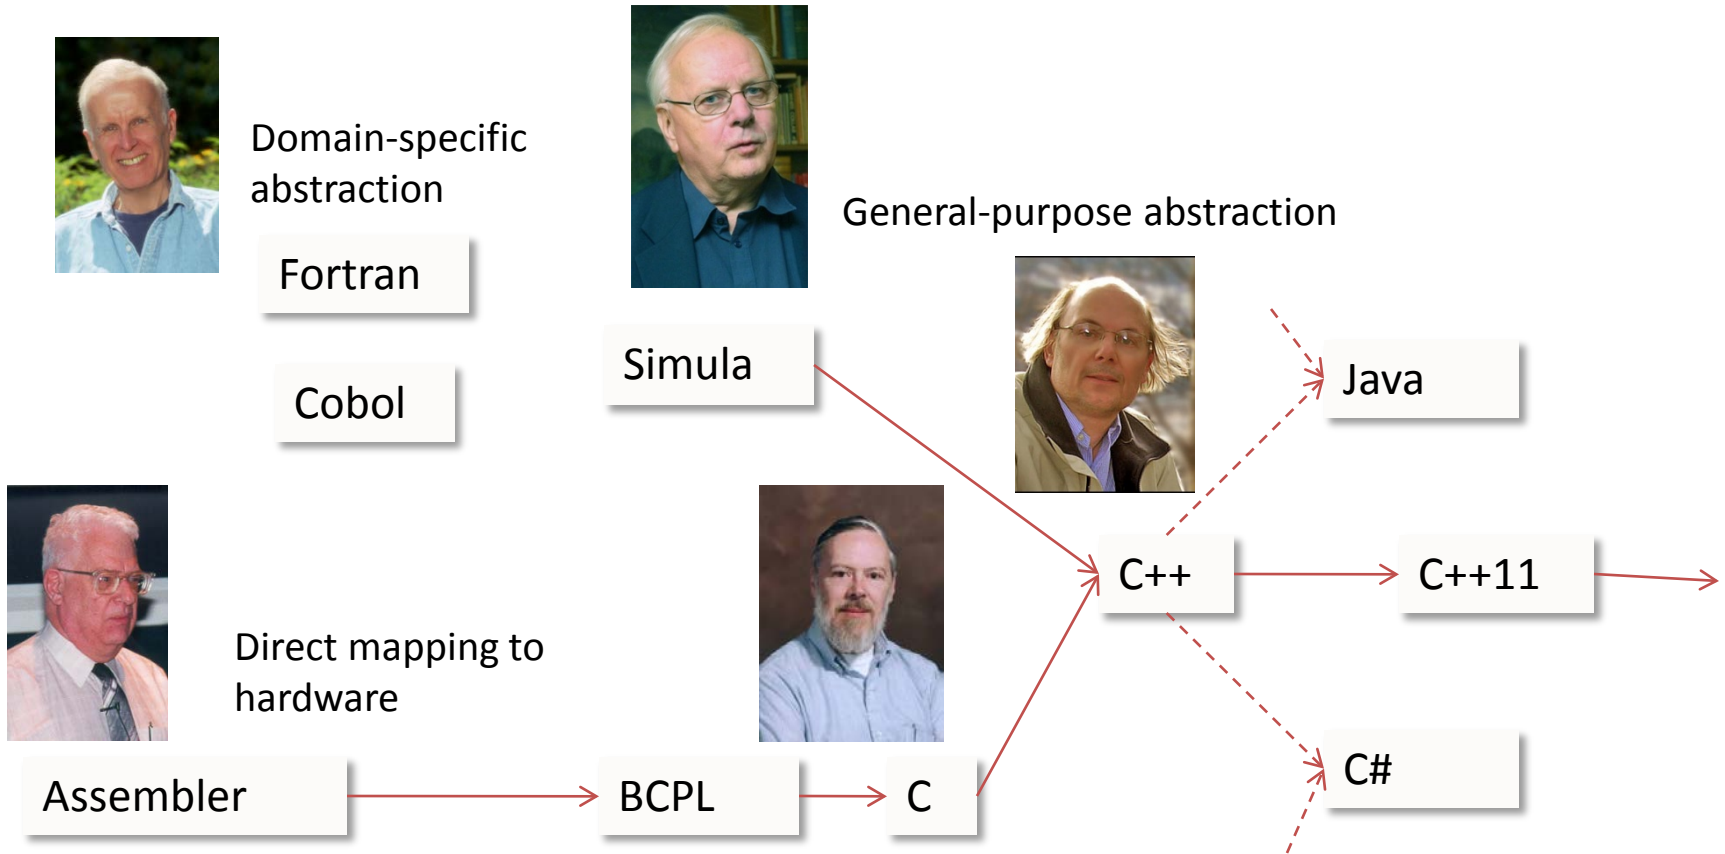 Domain-specific
abstraction
General-purpose abstraction
Fortran
Simula
Java
Cobol
C++
C++11
Direct mapping to
hardware
C#
Assembler
BCPL
C